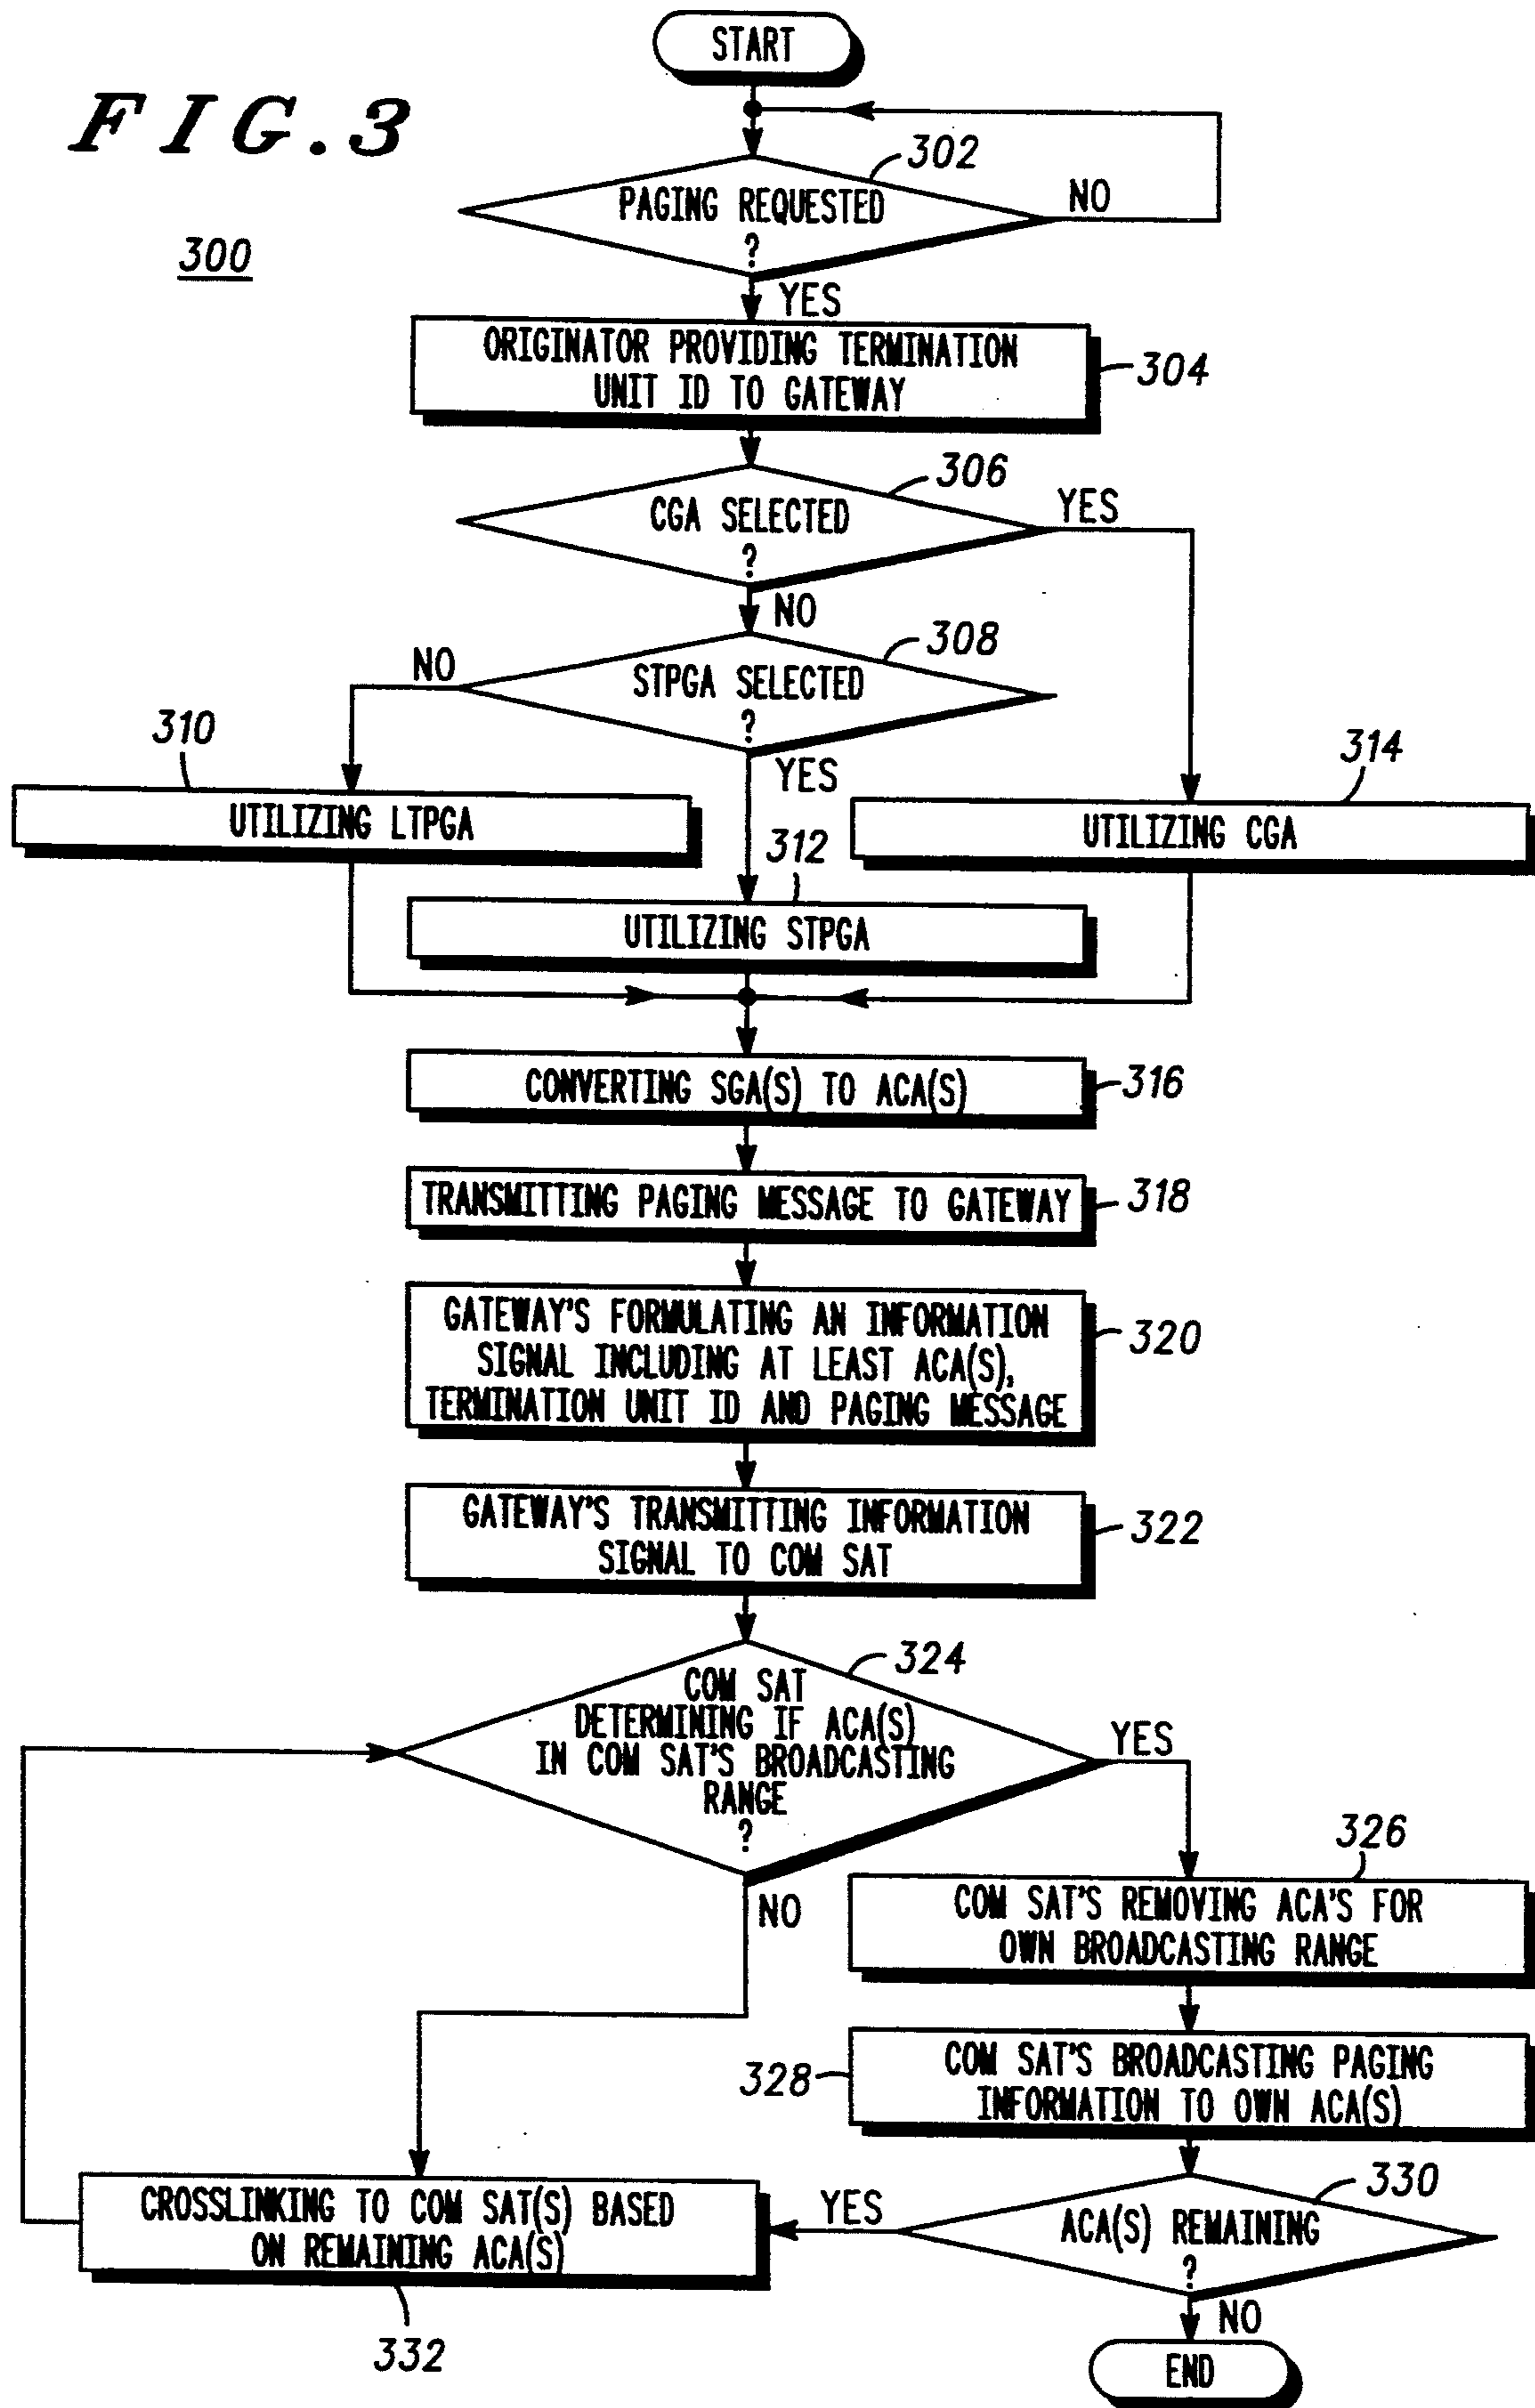 FIG.3
300
START
302
PAGING REQUESTED
?
NO
YES
ORIGINATOR PROVIDING TERMINATION
UNIT ID TO GATEWAY
304
306
CGA SELECTED
?
YES
NO
308
STPGA SELECTED
?
NO
YES
310
UTILIZING LTPGA
314
UTILIZING CGA
312
UTILIZING STPGA
CONVERTING SGA(S) TO ACA(S)
316
TRANSMITTING PAGING MESSAGE TO GATEWAY
318
GATEWAY'S FORMULATING AN INFORMATION
SIGNAL INCLUDING AT LEAST ACA(S),
TERMINATION UNIT ID AND PAGING MESSAGE
320
GATEWAY'S TRANSMITTING INFORMATION
SIGNAL TO COM SAT
322
324
COM SAT
DETERMINING IF ACA(S)
IN COM SAT'S BROADCASTING
RANGE
?
YES
NO
326
COM SAT'S REMOVING ACA'S FOR
OWN BROADCASTING RANGE
328
COM SAT'S BROADCASTING PAGING
INFORMATION TO OWN ACA(S)
330
ACA(S) REMAINING
?
YES
NO
CROSSLINKING TO COM SAT(S) BASED
ON REMAINING ACA(S)
332
END